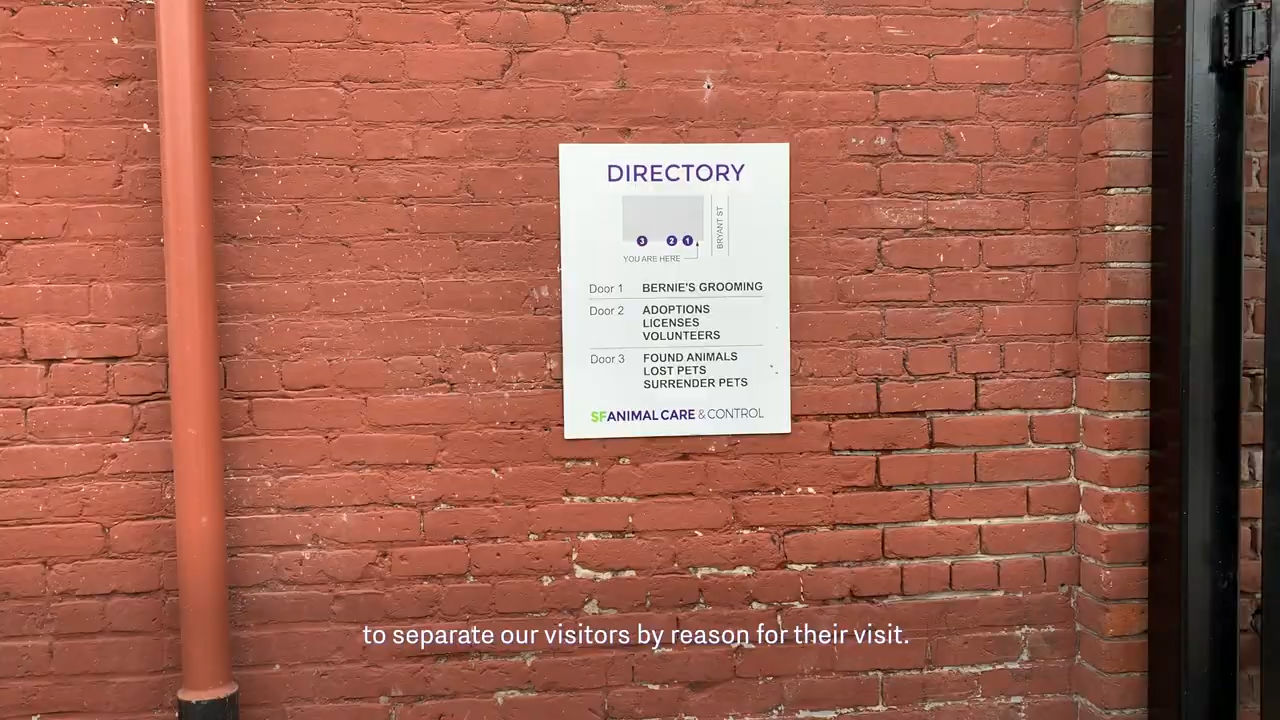 DIRECTORY
BRYANT ST
3 2 1
YOU ARE HERE
Door 1 BERNIE'S GROOMING
Door 2 ADOPTIONS
LICENSES
VOLUNTEERS
Door 3 FOUND ANIMALS
LOST PETS
SURRENDER PETS
SFANIMAL CARE & CONTROL
to separate our visitors by reason for their visit.